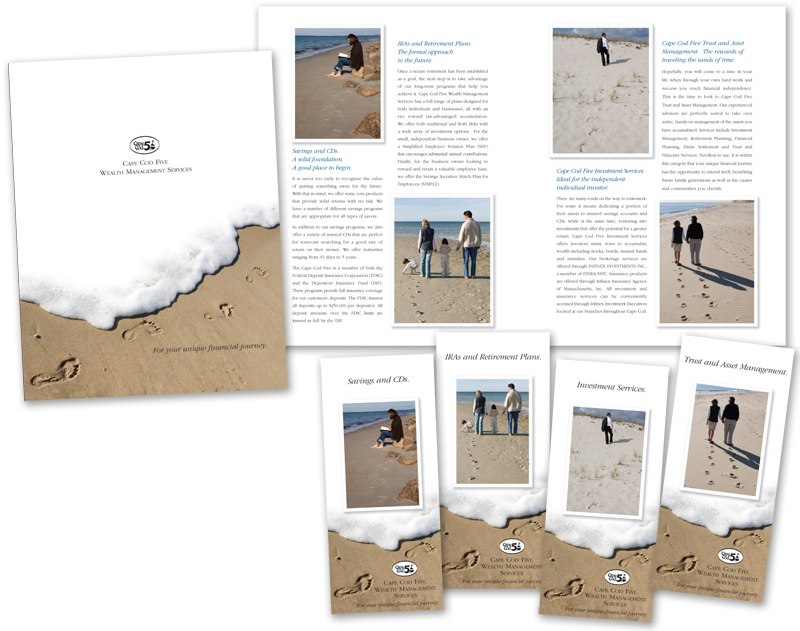 Cape Cod 5
Cape Cod Five
Wealth Management Services
For your unique financial journey.
Savings and CDs.
A solid foundation.
A good place to begin.
It is never too early to recognize the value
of putting something away for the future.
With that in mind, we offer some core products
that provide solid returns with no risk. We
have a number of different savings programs
that are appropriate for all types of savers.
In addition to our savings programs, we also
offer a variety of insured CDs that are perfect
for someone searching for a good rate of
return on their money. We offer maturities
ranging from 91 days to 5 years.
The Cape Cod Five is a member of both the
Federal Deposit Insurance Corporation (FDIC)
and the Depositors Insurance Fund (DIF).
These programs provide full insurance coverage
for our customers' deposits. The FDIC insures
all deposits up to $250,000 per depositor. All
deposit amounts over the FDIC limits are
insured in full by the DIF.
IRAs and Retirement Plans.
The formal approach
to the future.
Once a secure retirement has been established
as a goal, the next step is to take advantage
of our long-term programs that help you
achieve it. Cape Cod Five Wealth Management
Services has a full range of plans designed for
both individuals and businesses, all with an
eye toward tax-advantaged accumulation.
We offer both traditional and Roth IRAs with
a wide array of investment options. For the
small, independent business owner, we offer
a Simplified Employee Pension Plan (SEP)
that encourages substantial annual contributions.
Finally, for the business owner looking to
reward and retain a valuable employee base,
we offer the Savings Incentive Match Plan for
Employees (SIMPLE).
Cape Cod Five Investment Services.
Ideal for the independent
individual investor.
There are many roads on the way to retirement.
For some it means dedicating a portion of
their assets to insured savings accounts and
CDs, while at the same time, venturing into
investments that offer the potential for a greater
return. Cape Cod Five Investment Services
offers investors many ways to accumulate
wealth including stocks, bonds, mutual funds
and annuities. Our brokerage services are
offered through INFINEX INVESTMENTS INC.,
a member of FINRA/SIPC. Insurance products
are offered through Infinex Insurance Agency
of Massachusetts, Inc. All investment and
insurance services can be conveniently
accessed through Infinex Investment Executives
located at our branches throughout Cape Cod.
Cape Cod Five Trust and Asset
Management. The rewards of
traveling the sands of time.
Hopefully, you will come to a time in your
life when through your own hard work and
success you reach financial independence.
That is the time to look to Cape Cod Five
Trust and Asset Management. Our experienced
advisors are perfectly suited to take over
active, hands-on management of the assets you
have accumulated. Services include Investment
Management, Retirement Planning, Financial
Planning, Estate Settlement and Trust and
Fiduciary Services. Needless to say, it is within
this category that your unique financial journey
has the opportunity to extend itself, benefiting
future family generations as well as the causes
and communities you cherish.
Savings and CDs.
Cape Cod 5
Cape Cod Five
Wealth Management
Services
For your unique financial journey.
IRAs and Retirement Plans.
Cape Cod 5
Cape Cod Five
Wealth Management
Services
For your unique financial journey.
Investment Services.
Cape Cod 5
Cape Cod Five
Wealth Management
Services
For your unique financial journey.
Trust and Asset Management.
Cape Cod 5
Cape Cod Five
Wealth Management
Services
For your unique financial journey.